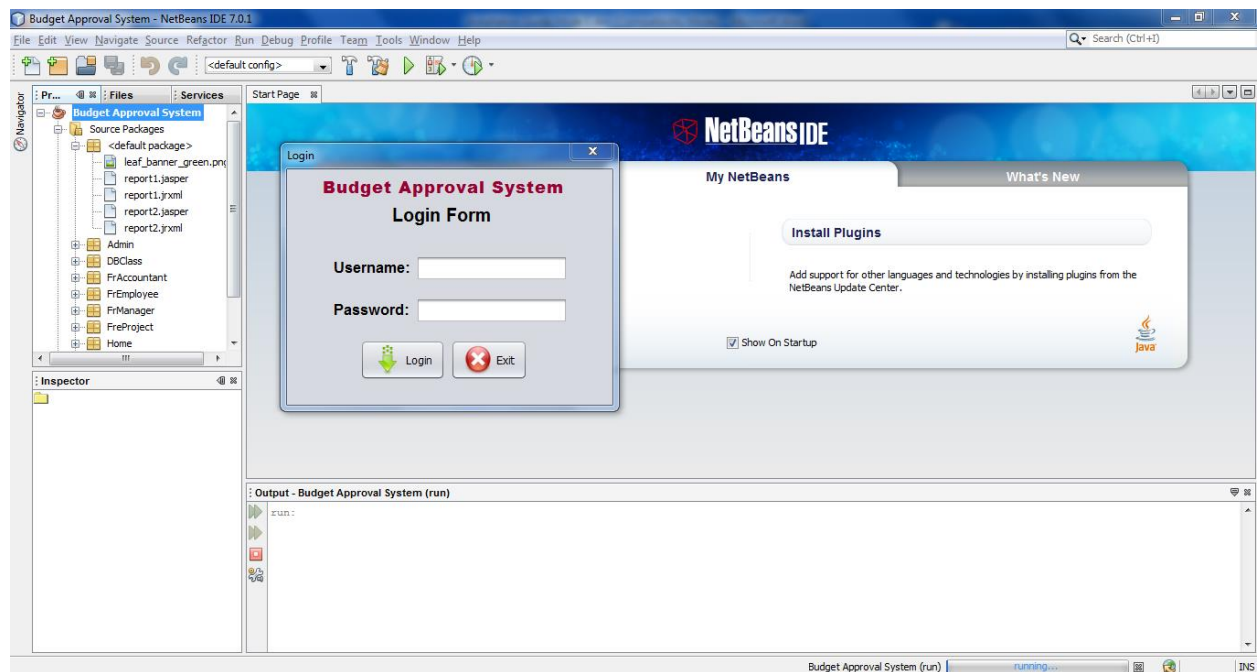 Budget Approval System - NetBeans IDE 7.0.1
File Edit View Navigate Source Refactor Run Debug Profile Team Tools Window Help
Search (Ctrl+I)
<default config>
Navigator
Pr... Files Services
Budget Approval System
Source Packages
<default package>
leaf_banner_green.png
report1.jasper
report1.jrxml
report2.jasper
report2.jrxml
Admin
DBClass
FrAccountant
FrEmployee
FrManager
FreProject
Home
Inspector
Start Page
NetBeans IDE
My NetBeans
What's New
Install Plugins
Add support for other languages and technologies by installing plugins from the
NetBeans Update Center.
Show On Startup
Java
Login
Budget Approval System
Login Form
Username:
Password:
Login Exit
Output - Budget Approval System (run)
run:
Budget Approval System (run) running... INS